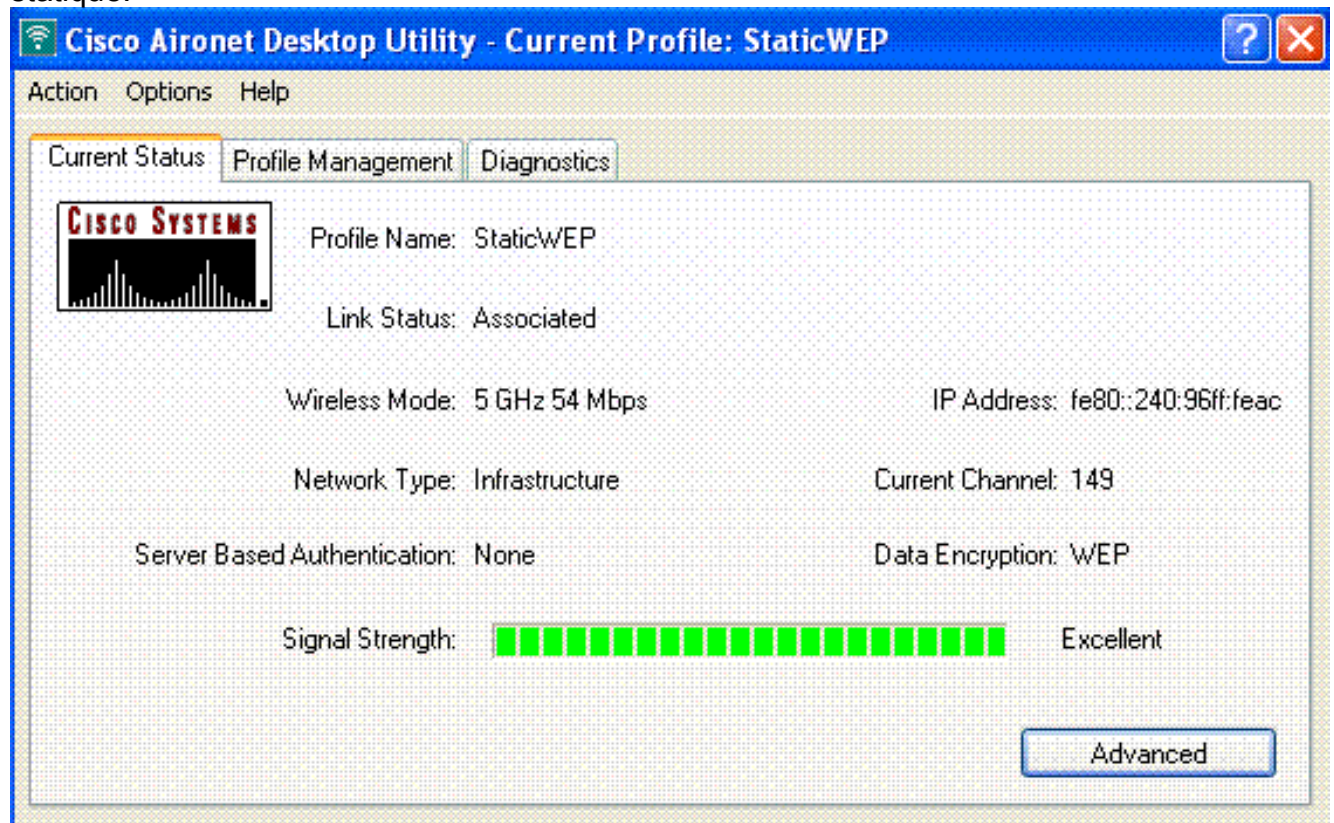 statique.
Cisco Aironet Desktop Utility - Current Profile: StaticWEP
Action Options Help
Current Status Profile Management Diagnostics
CISCO SYSTEMS
Profile Name: StaticWEP
Link Status: Associated
Wireless Mode: 5 GHz 54 Mbps IP Address: fe80::240:96ff:feac
Network Type: Infrastructure Current Channel: 149
Server Based Authentication: None Data Encryption: WEP
Signal Strength: Excellent
Advanced